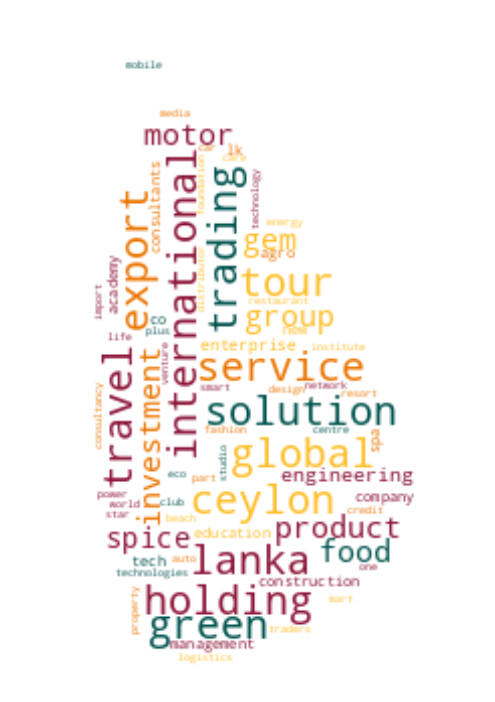 mobile
media
motor
car
lk
care
consultants
foundation
international
trading
technology
export
energy
gem
agro
academy
import
distributor
tour
restaurant
co
plus
group
new
life
enterprise
institute
venture
service
travel
investment
smart
design
network
resort
consultancy
solution
fashion
centre
spa
studio
global
eco
part
engineering
power
world
star
club
ceylon
company
credit
beach
product
spice
education
food
tech
auto
lanka
one
technologies
construction
property
holding
mart
green
traders
management
logistics